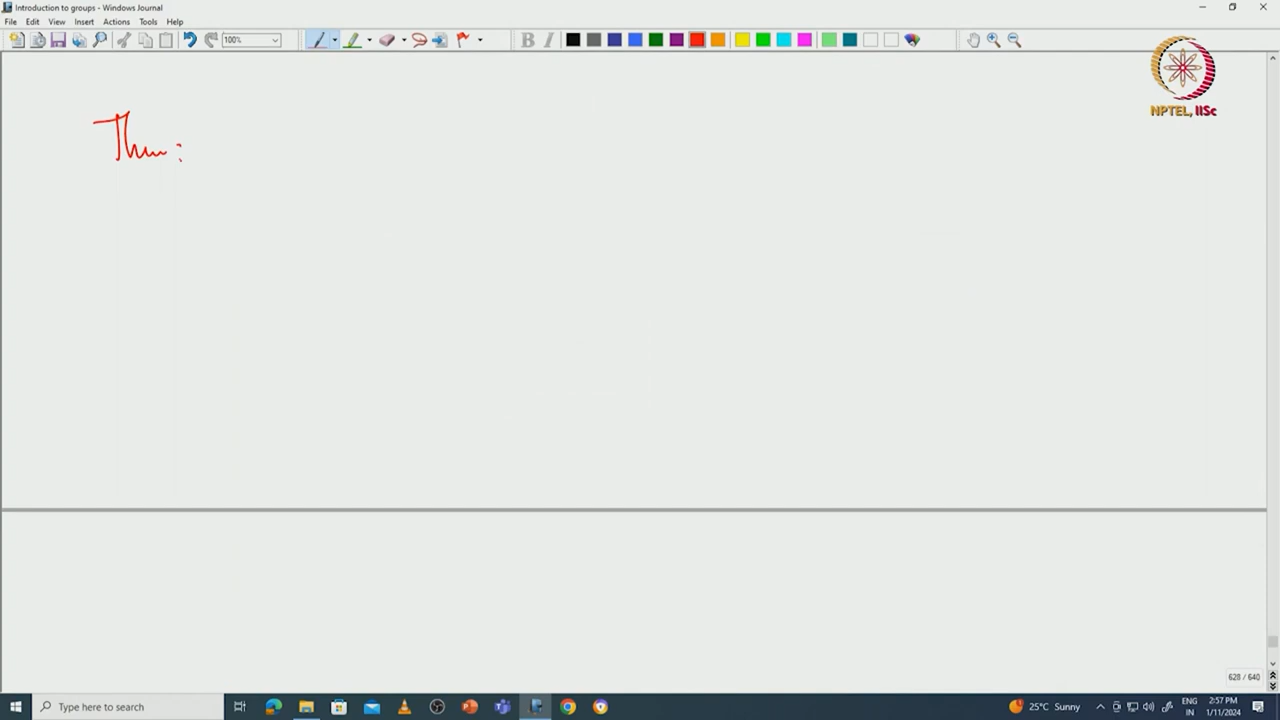 Introduction to groups - Windows Journal
File Edit View Insert Actions Tools Help
100%
B I
NPTEL, IISc
Thm:
628 / 640
Type here to search
25°C Sunny
ENG
IN
2:57 PM
1/11/2024